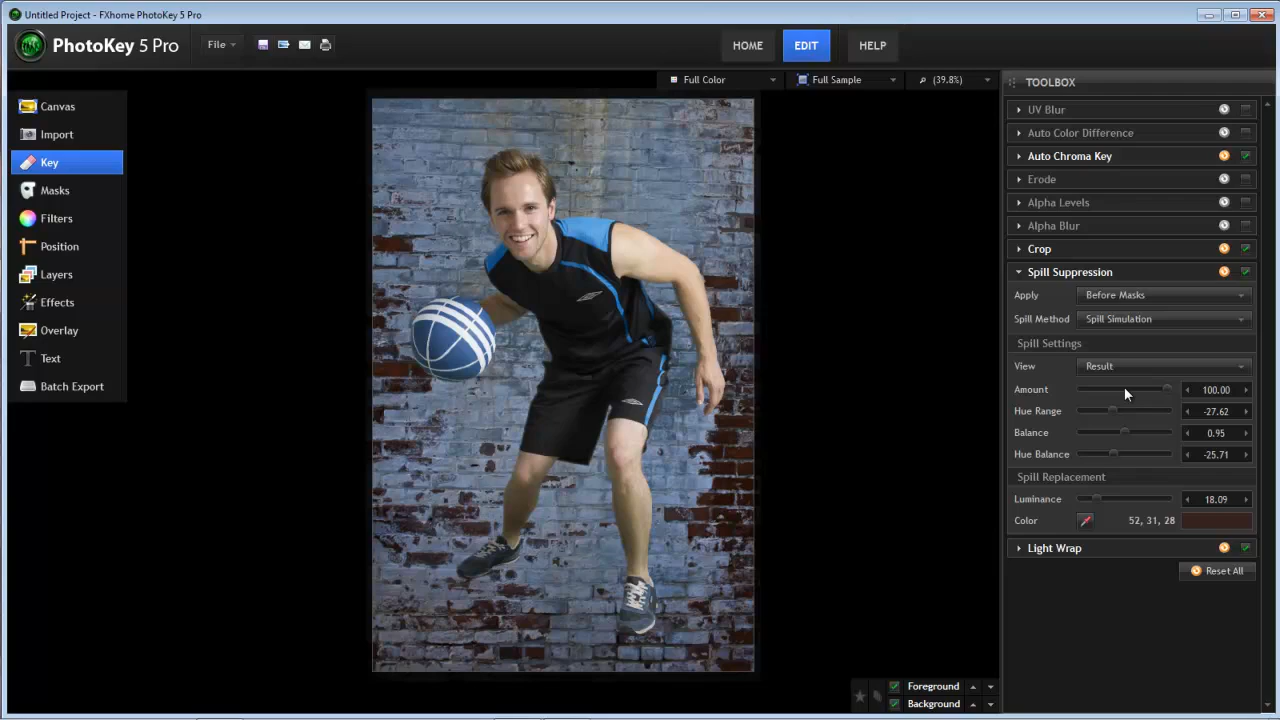 Untitled Project - FXhome PhotoKey 5 Pro
PhotoKey 5 Pro
File
HOME
EDIT
HELP
Full Color
Full Sample
(39.8%)
Canvas
Import
Key
Masks
Filters
Position
Layers
Effects
Overlay
Text
Batch Export
TOOLBOX
UV Blur
Auto Color Difference
Auto Chroma Key
Erode
Alpha Levels
Alpha Blur
Crop
Spill Suppression
Apply Before Masks
Spill Method Spill Simulation
Spill Settings
View Result
Amount 100.00
Hue Range -27.62
Balance 0.95
Hue Balance -25.71
Spill Replacement
Luminance 18.09
Color 52, 31, 28
Light Wrap
Reset All
Foreground
Background